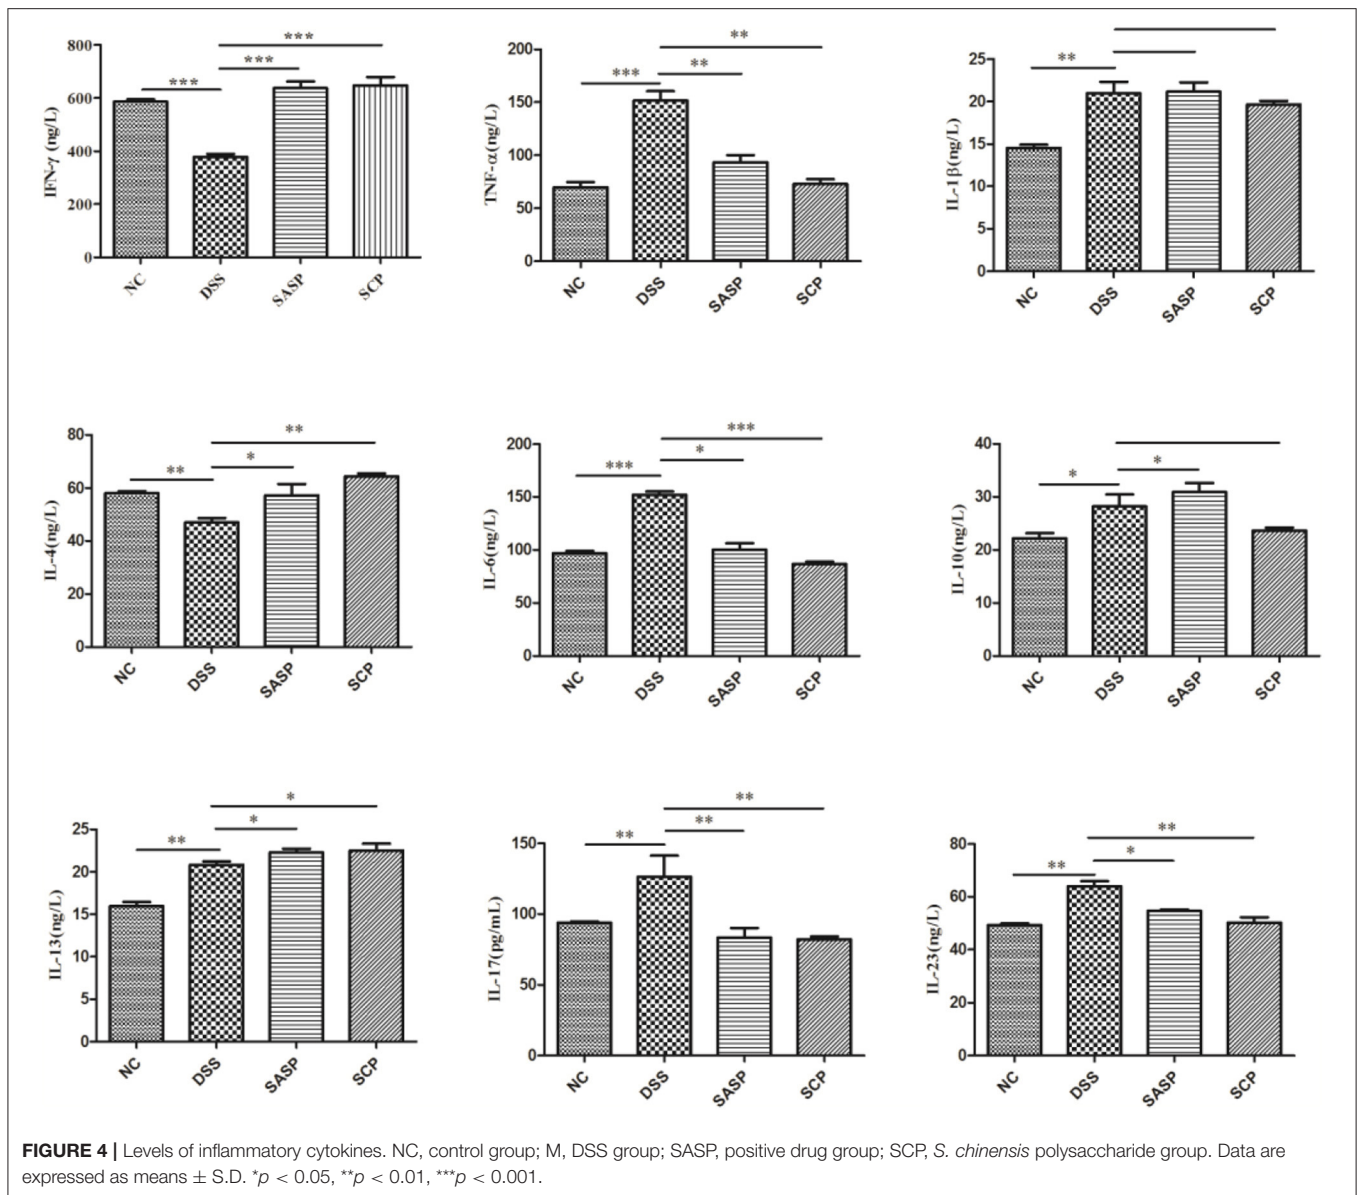 ***
***
***
800
600
400
200
0
IFN-γ (ng/L)
NC
DSS
SASP
SCP
**
**
***
200
150
100
50
0
TNF-α(ng/L)
NC
DSS
SASP
SCP
**
25
20
15
10
5
0
IL-1β(ng/L)
NC
DSS
SASP
SCP
**
*
**
80
60
40
20
0
IL-4(ng/L)
NC
DSS
SASP
SCP
***
*
***
200
150
100
50
0
IL-6(ng/L)
NC
DSS
SASP
SCP
*
*
40
30
20
10
0
IL-10(ng/L)
NC
DSS
SASP
SCP
*
*
**
25
20
15
10
5
0
IL-13(ng/L)
NC
DSS
SASP
SCP
**
**
**
150
100
50
0
IL-17(pg/mL)
NC
DSS
SASP
SCP
**
*
**
80
60
40
20
0
IL-23(ng/L)
NC
DSS
SASP
SCP
FIGURE 4 | Levels of inflammatory cytokines. NC, control group; M, DSS group; SASP, positive drug group; SCP, S. chinensis polysaccharide group. Data are
expressed as means ± S.D. *p < 0.05, **p < 0.01, ***p < 0.001.